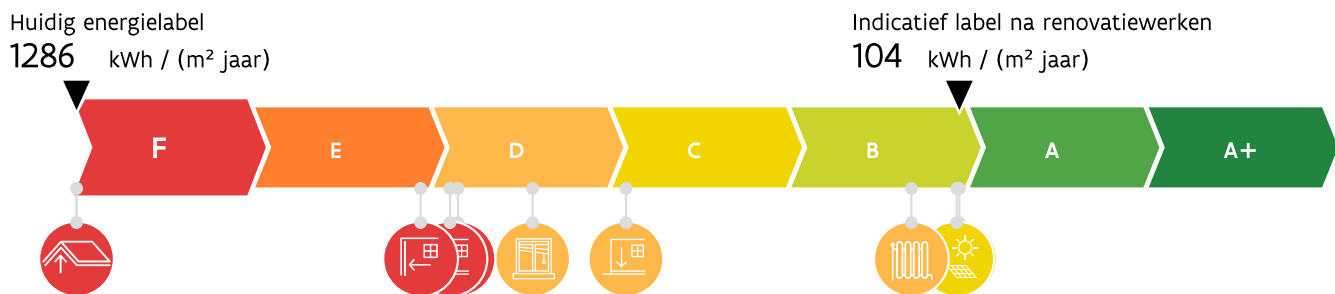 Huidig energielabel
1286 kWh / (m² jaar)
Indicatief label na renovatiewerken
104 kWh / (m² jaar)
F E D C B A A+